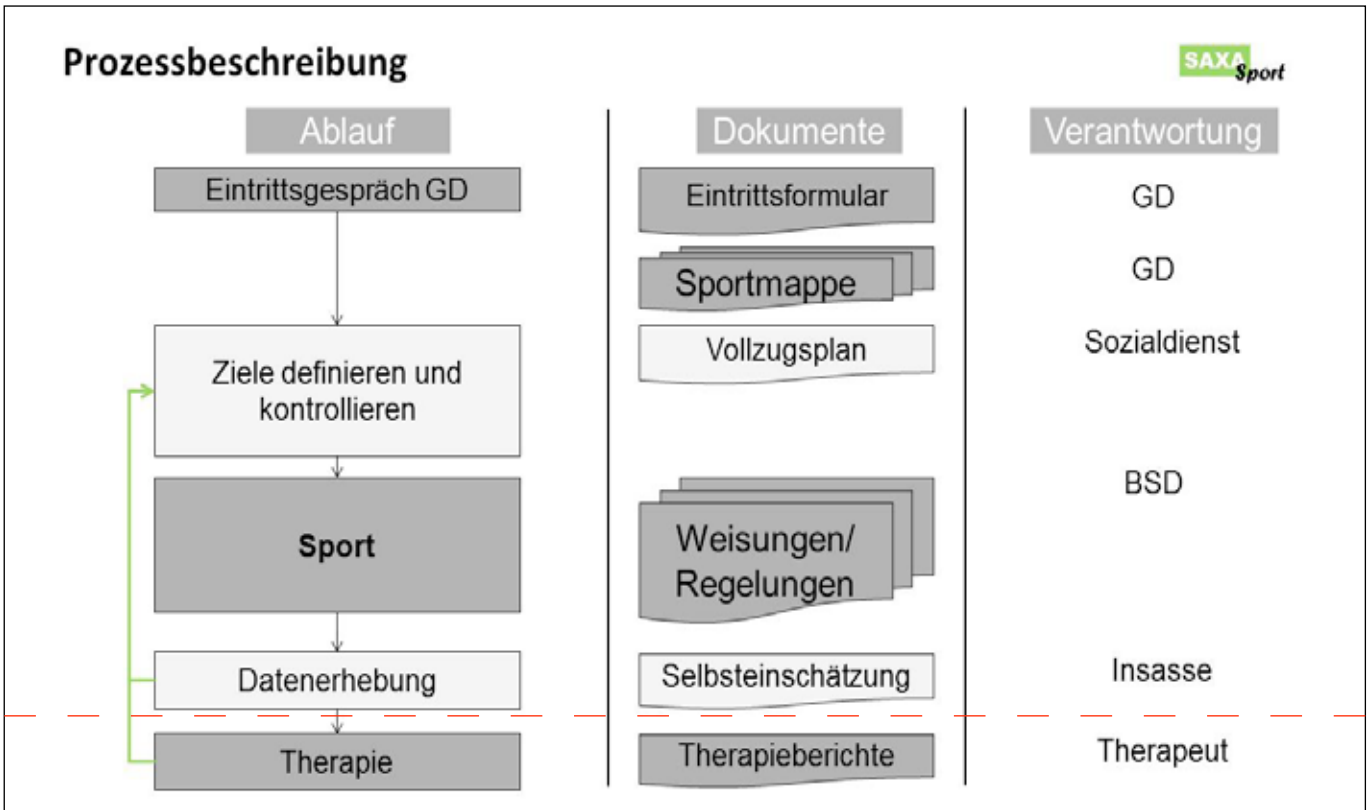 Prozessbeschreibung
SAXA
Sport
Ablauf
Dokumente
Verantwortung
Eintrittsgespräch GD
Eintrittsformular
GD
Sportmappe
GD
Ziele definieren und
kontrollieren
Vollzugsplan
Sozialdienst
Sport
Weisungen/
Regelungen
BSD
Datenerhebung
Selbsteinschätzung
Insasse
Therapie
Therapieberichte
Therapeut